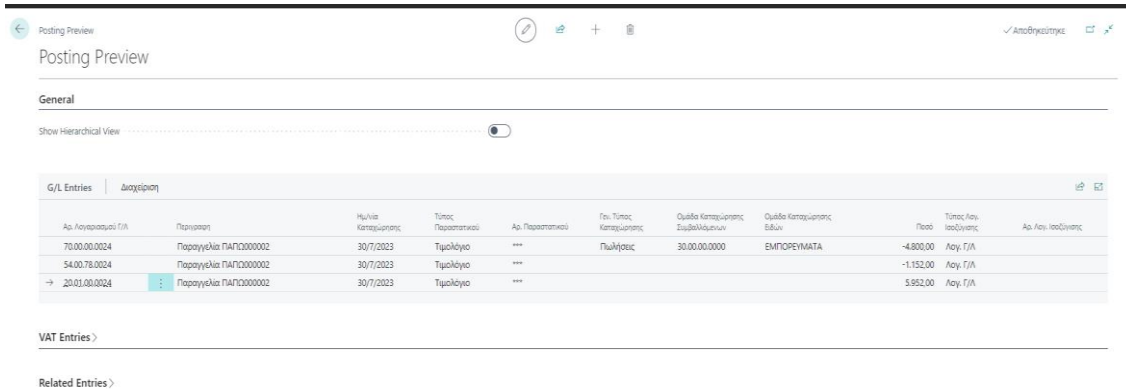 Posting Preview
✓Αποθηκεύτηκε
Posting Preview
General
Show Hierarchical View
G/L Entries Διαχείριση
Αρ. Λογαριασμού Γ/Λ Περιγραφή Ημ/νία Καταχώρησης Τύπος Παραστατικού Αρ. Παραστατικού Γεν. Τύπος Καταχώρησης Ομάδα Καταχώρησης Συμβαλλόμενων Ομάδα Καταχώρησης Ειδών Ποσό Τύπος Λογ. Ισοζύγισης Αρ. Λογ. Ισοζύγισης
70.00.00.0024 Παραγγελία ΠΑΠΩ000002 30/7/2023 Τιμολόγιο *** Πωλήσεις 30.00.00.0000 ΕΜΠΟΡΕΥΜΑΤΑ -4.800,00 Λογ. Γ/Λ
54.00.78.0024 Παραγγελία ΠΑΠΩ000002 30/7/2023 Τιμολόγιο *** -1.152,00 Λογ. Γ/Λ
20.01.00.0024 Παραγγελία ΠΑΠΩ000002 30/7/2023 Τιμολόγιο *** 5.952,00 Λογ. Γ/Λ
VAT Entries >
Related Entries >